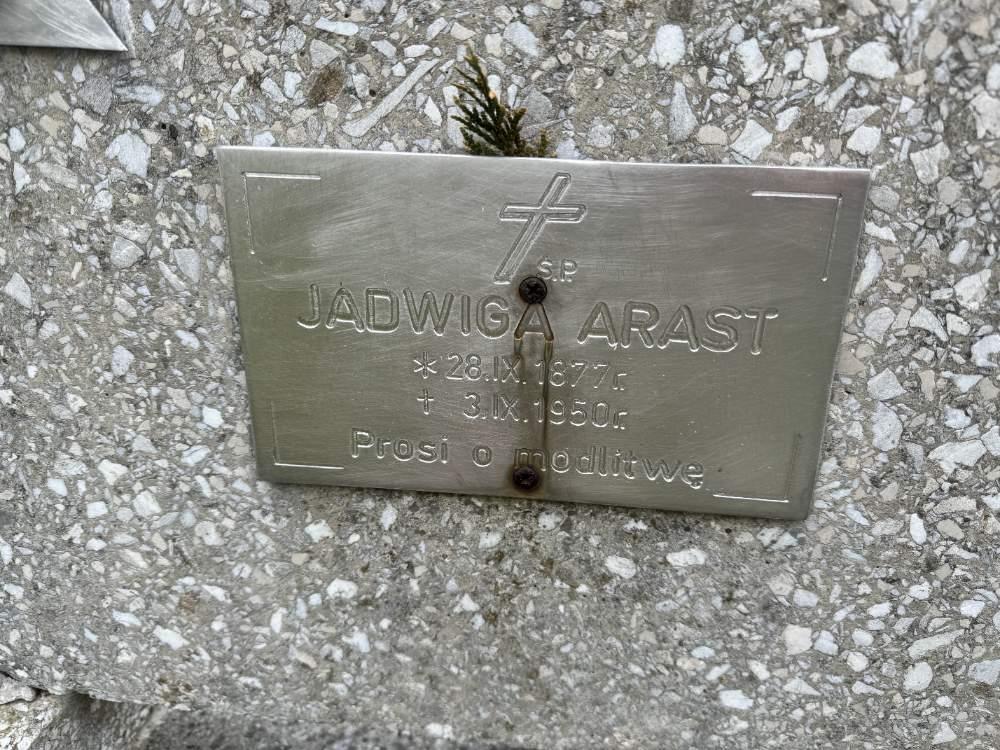 Ś.P.
JADWIGA ARAST
* 28.IX.1877r.
† 3.IX.1950r.
Prosi o modlitwę